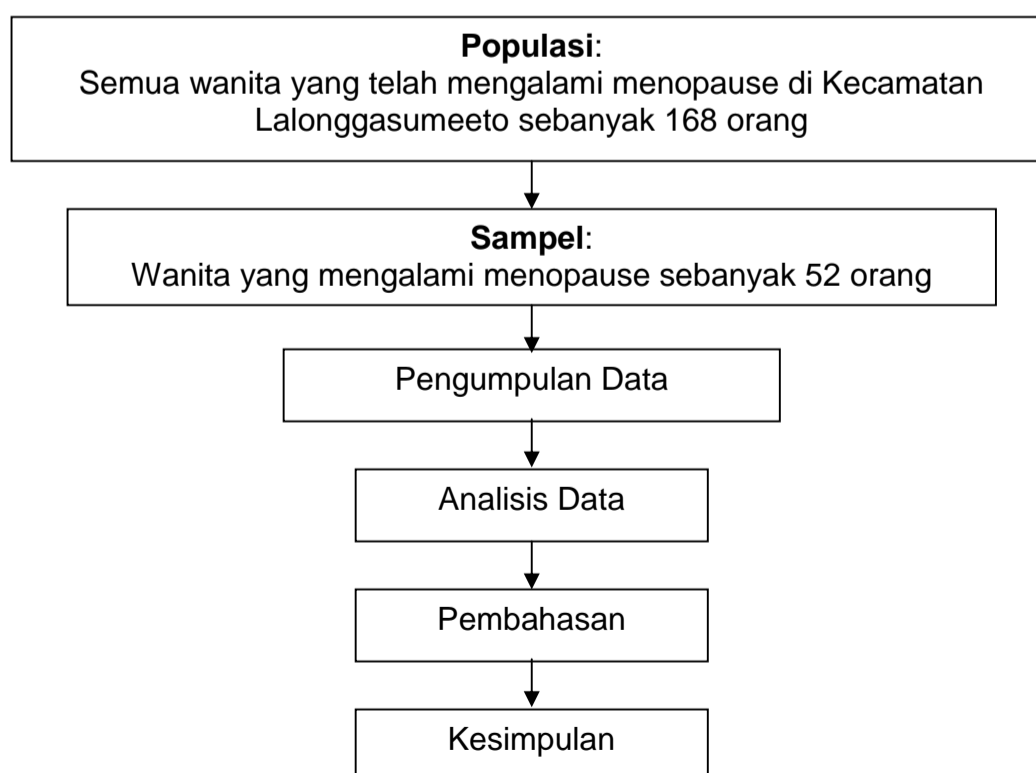 Populasi:
Semua wanita yang telah mengalami menopause di Kecamatan
Lalonggasumeeto sebanyak 168 orang
Sampel:
Wanita yang mengalami menopause sebanyak 52 orang
Pengumpulan Data
Analisis Data
Pembahasan
Kesimpulan